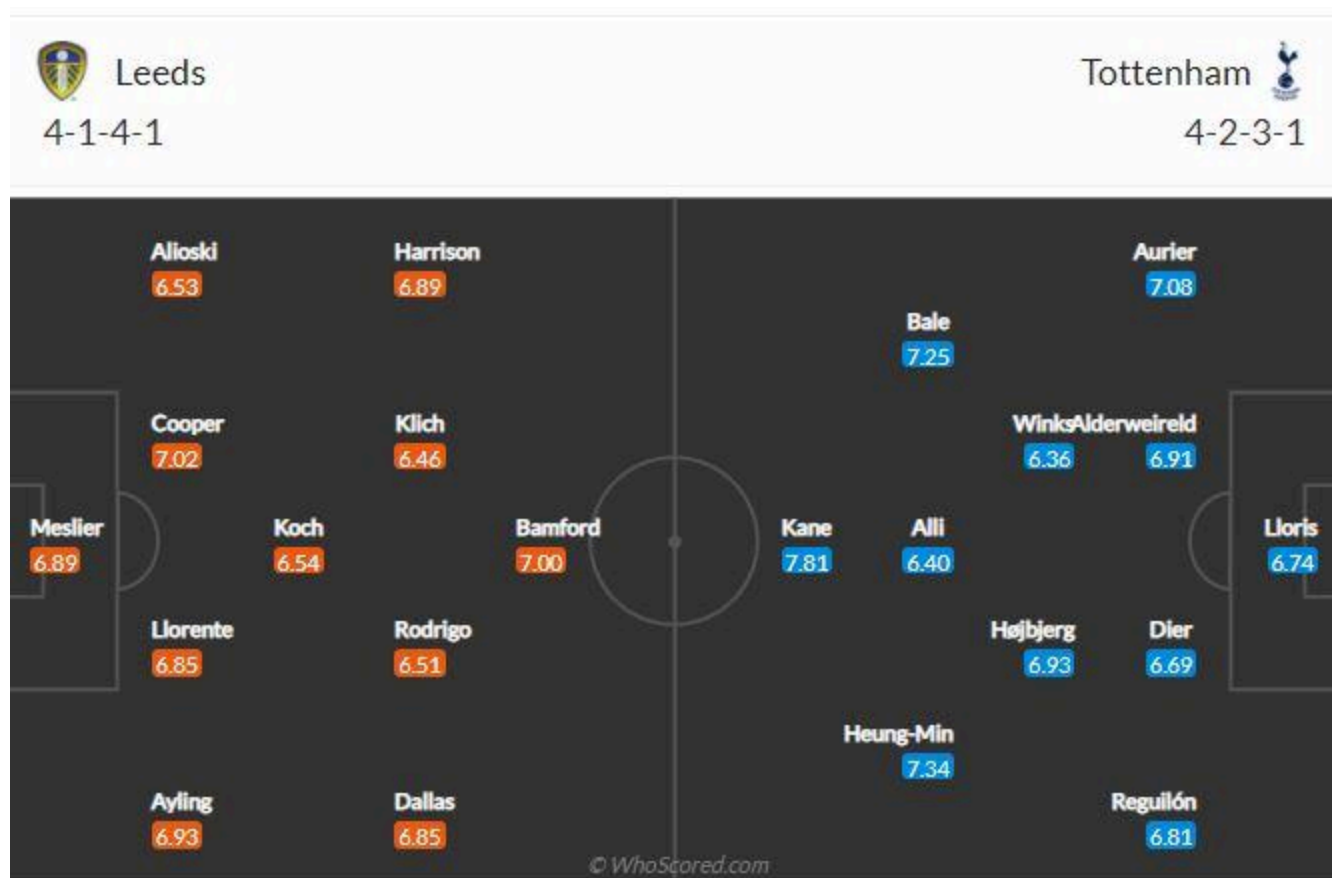 Leeds
Tottenham
4-1-4-1
4-2-3-1
Alioski
6.53
Harrison
6.89
Aurier
7.08
Bale
7.25
Cooper
7.02
Klich
6.46
Winks
6.36
Alderweireld
6.91
Meslier
6.89
Koch
6.54
Bamford
7.00
Kane
7.81
Alli
6.40
Lloris
6.74
Llorente
6.85
Rodrigo
6.51
Højbjerg
6.93
Dier
6.69
Heung-Min
7.34
Ayling
6.93
Dallas
6.85
Reguilón
6.81
© WhoScored.com